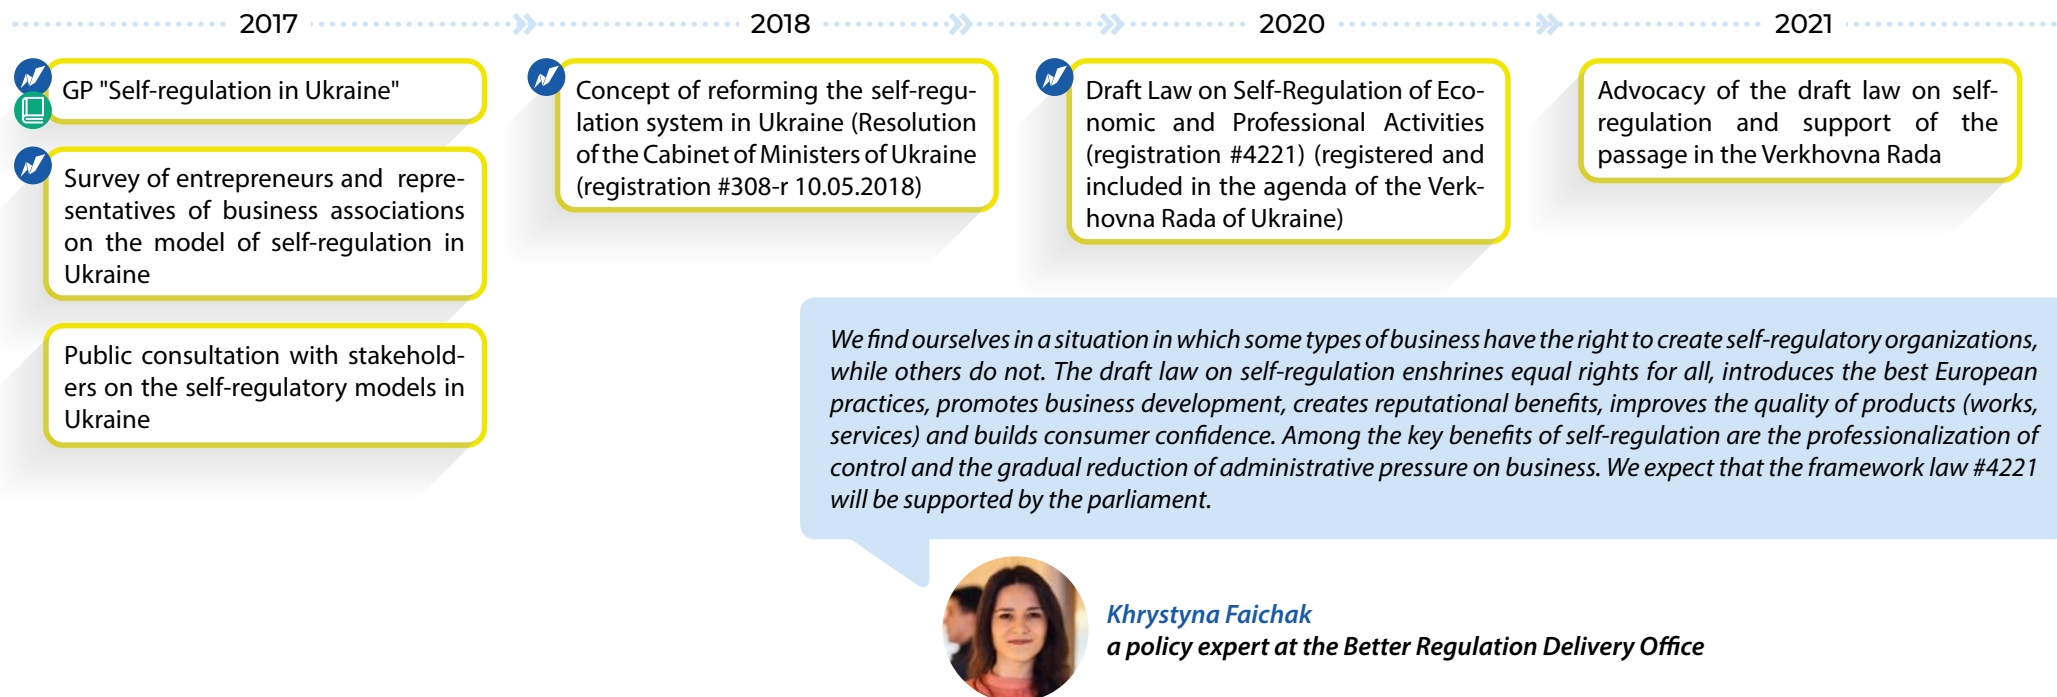 2017
2018
2020
2021
GP "Self-regulation in Ukraine"
Survey of entrepreneurs and repre-
sentatives of business associations
on the model of self-regulation in
Ukraine
Public consultation with stakehold-
ers on the self-regulatory models in
Ukraine
Concept of reforming the self-regu-
lation system in Ukraine (Resolution
of the Cabinet of Ministers of Ukraine
(registration #308-r 10.05.2018)
Draft Law on Self-Regulation of Eco-
nomic and Professional Activities
(registration #4221) (registered and
included in the agenda of the Verk-
hovna Rada of Ukraine)
Advocacy of the draft law on self-
regulation and support of the
passage in the Verkhovna Rada
We find ourselves in a situation in which some types of business have the right to create self-regulatory organizations,
while others do not. The draft law on self-regulation enshrines equal rights for all, introduces the best European
practices, promotes business development, creates reputational benefits, improves the quality of products (works,
services) and builds consumer confidence. Among the key benefits of self-regulation are the professionalization of
control and the gradual reduction of administrative pressure on business. We expect that the framework law #4221
will be supported by the parliament.
Khrystyna Faichak
a policy expert at the Better Regulation Delivery Office